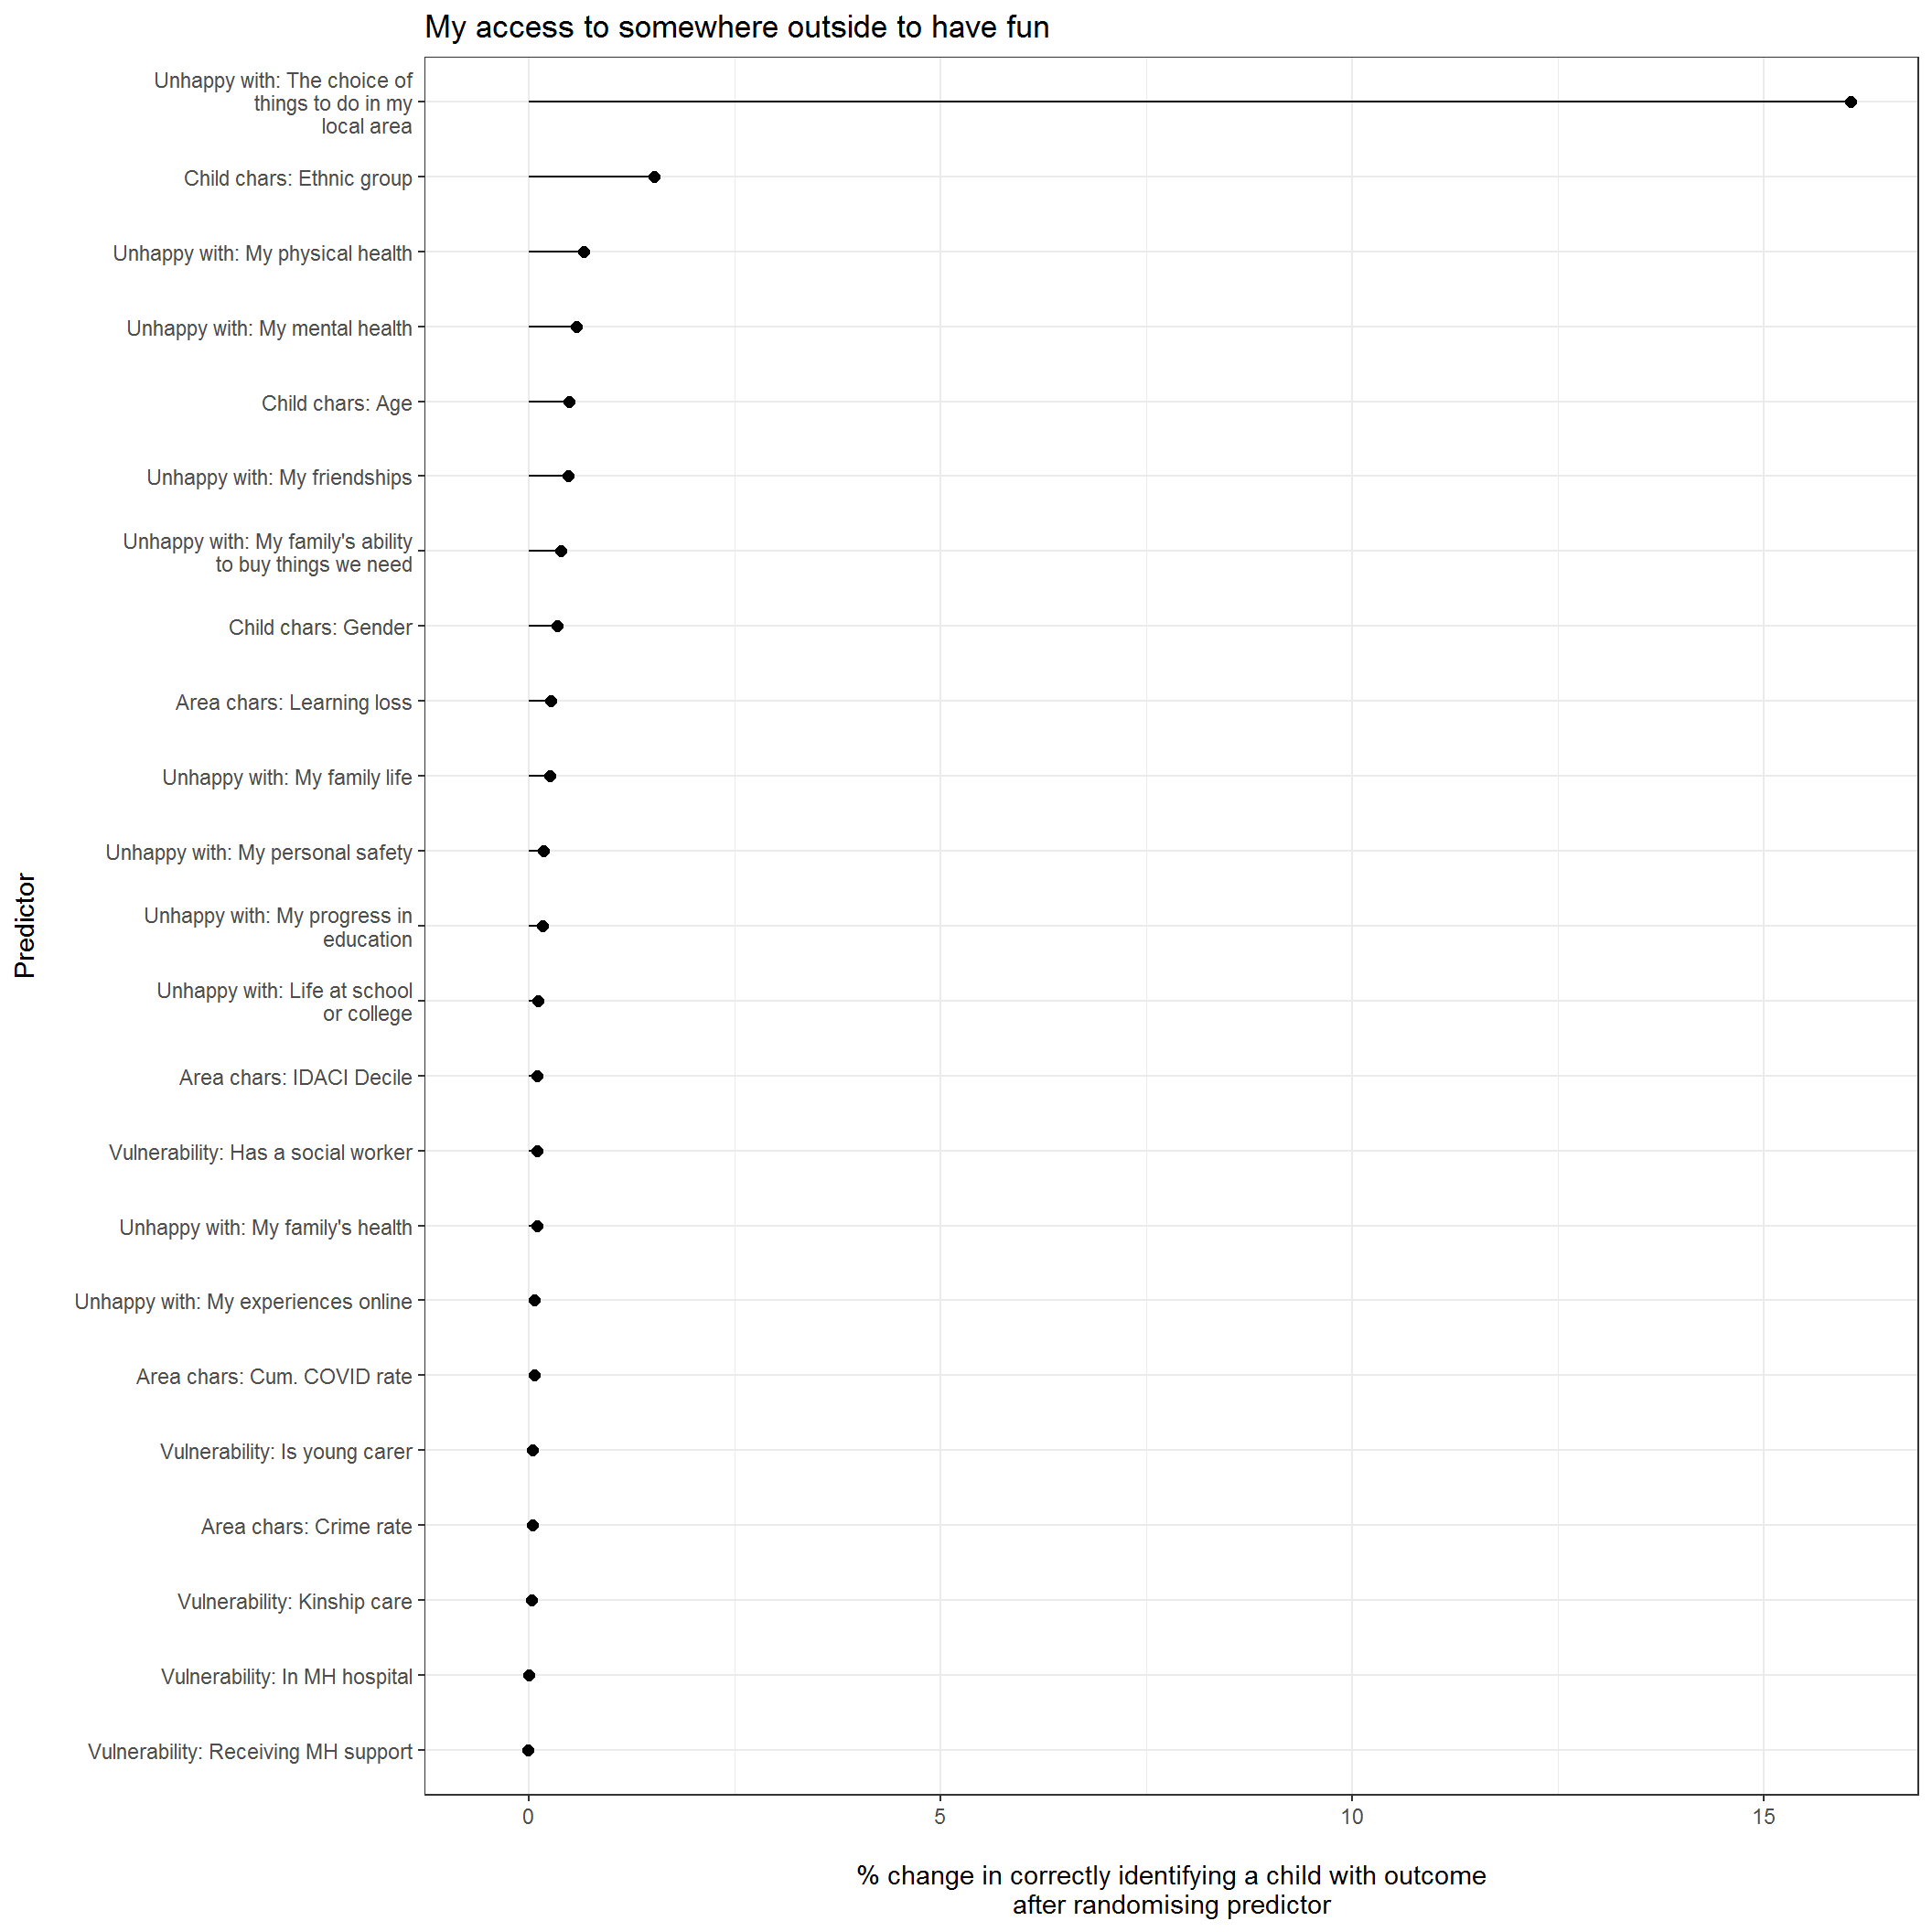 My access to somewhere outside to have fun
Unhappy with: The choice of
things to do in my
local area
Child chars: Ethnic group
Unhappy with: My physical health
Unhappy with: My mental health
Child chars: Age
Unhappy with: My friendships
Unhappy with: My family's ability
to buy things we need
Child chars: Gender
Area chars: Learning loss
Unhappy with: My family life
Unhappy with: My personal safety
Unhappy with: My progress in
education
Unhappy with: Life at school
or college
Area chars: IDACI Decile
Vulnerability: Has a social worker
Unhappy with: My family's health
Unhappy with: My experiences online
Area chars: Cum. COVID rate
Vulnerability: Is young carer
Area chars: Crime rate
Vulnerability: Kinship care
Vulnerability: In MH hospital
Vulnerability: Receiving MH support
Predictor
0 5 10 15
% change in correctly identifying a child with outcome
after randomising predictor